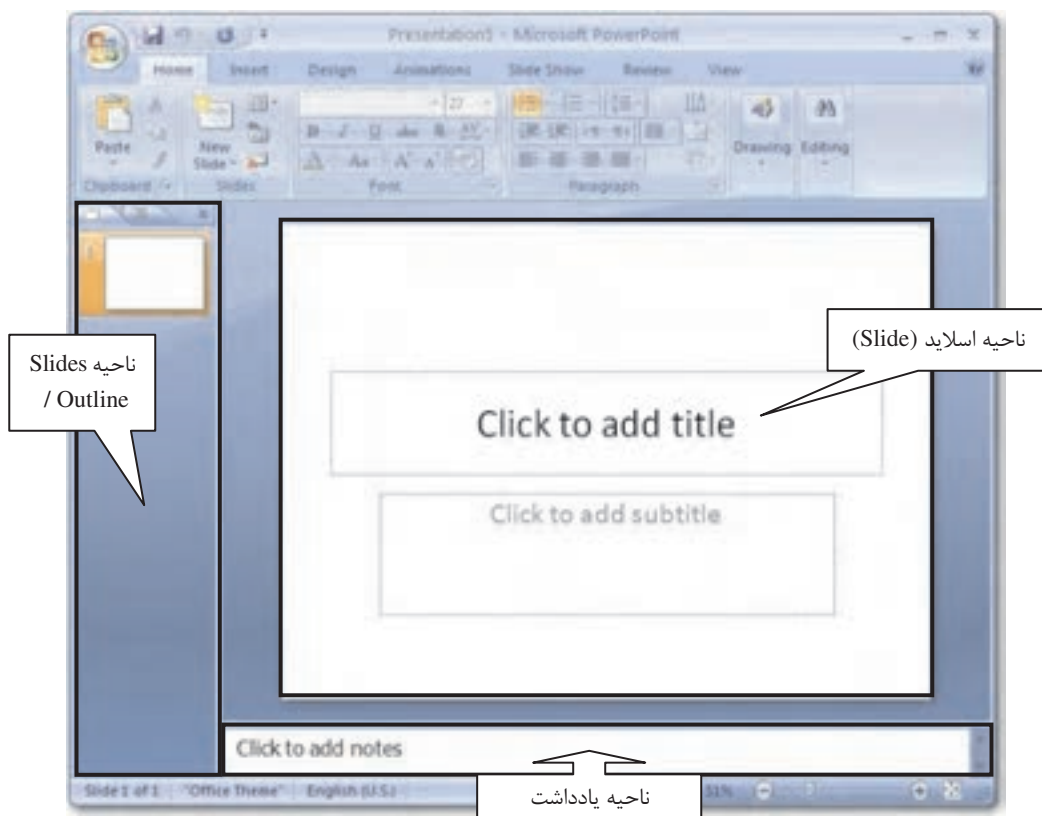 Presentation1 - Microsoft PowerPoint
Home Insert Design Animations Slide Show Review View
Paste
New Slide
Drawing Editing
Clipboard Slides Font Paragraph
1
ناحیه اسلاید (Slide)
ناحیه Slides
/ Outline
Click to add title
Click to add subtitle
Click to add notes
Slide 1 of 1 "Office Theme" English (U.S.) 51%
ناحیه یادداشت